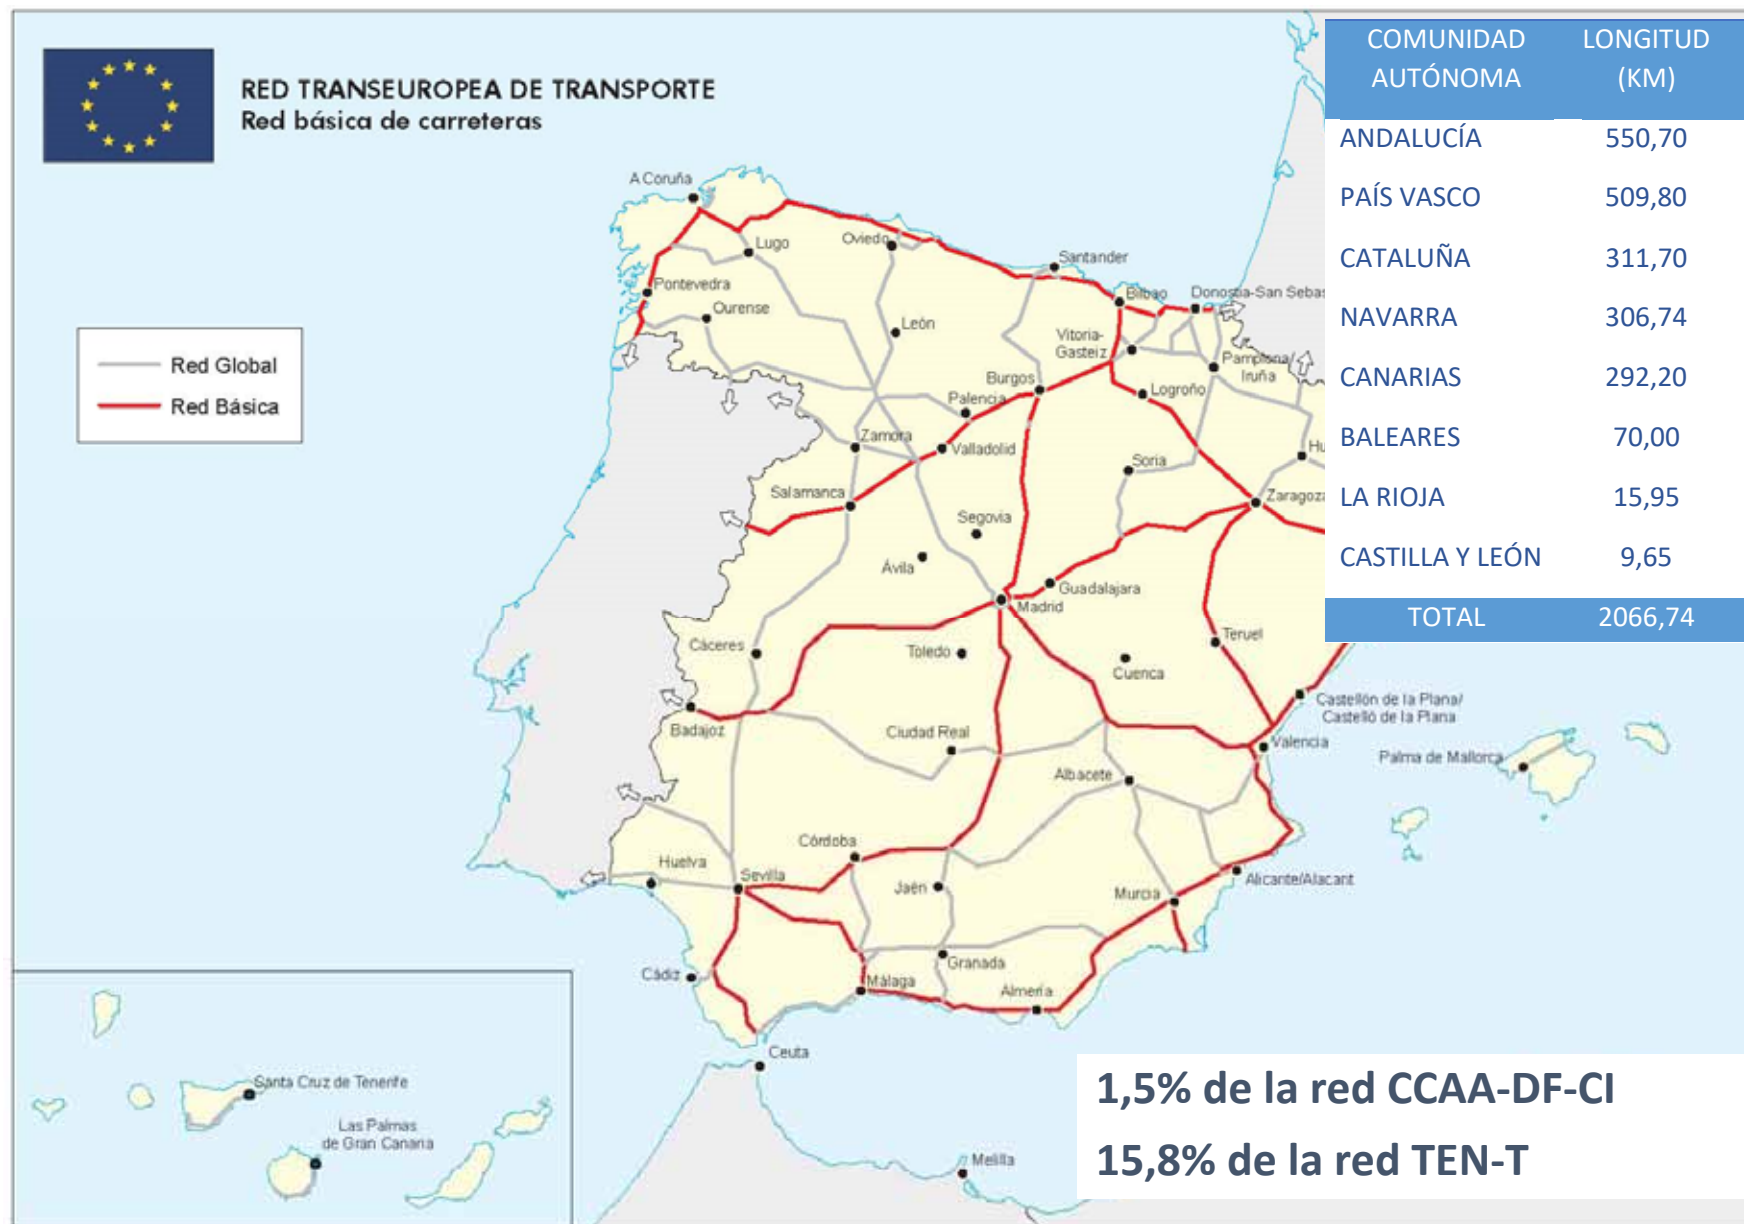 RED TRANSEUROPEA DE TRANSPORTE
Red básica de carreteras
COMUNIDAD AUTÓNOMA LONGITUD (KM)
ANDALUCÍA 550,70
PAÍS VASCO 509,80
CATALUÑA 311,70
NAVARRA 306,74
CANARIAS 292,20
BALEARES 70,00
LA RIOJA 15,95
CASTILLA Y LEÓN 9,65
TOTAL 2066,74
Red Global
Red Básica
A Coruña
Lugo
Oviedo
Santander
Bilbao
Donostia-San Sebas
Pontevedra
Ourense
León
Vitoria-
Gasteiz
Pamplona/
Iruña
Burgos
Logroño
Palencia
Zamora
Valladolid
Soria
Hu
Salamanca
Zaragoza
Segovia
Ávila
Guadalajara
Madrid
Cáceres
Toledo
Teruel
Cuenca
Castellón de la Plana/
Castelló de la Plana
Badajoz
Ciudad Real
Valencia
Palma de Mallorca
Albacete
Córdoba
Huelva
Sevilla
Jaén
Murcia
Alicante/Alacant
Cádiz
Málaga
Granada
Almería
Ceuta
Santa Cruz de Tenerife
Las Palmas
de Gran Canaria
Melilla
1,5% de la red CCAA-DF-CI
15,8% de la red TEN-T